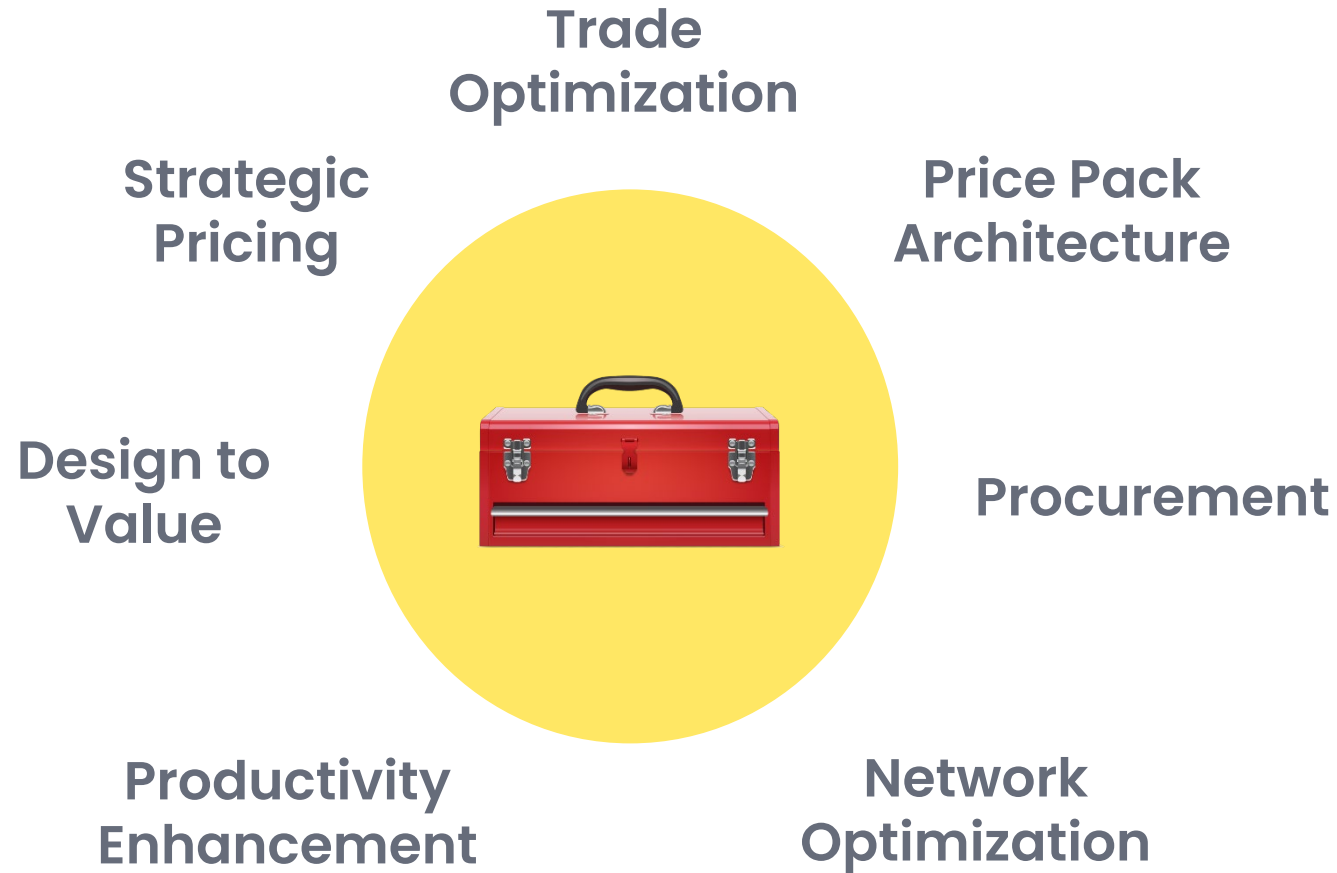 Trade
Optimization
Strategic
Pricing
Price Pack
Architecture
Design to
Value
Procurement
Productivity
Enhancement
Network
Optimization